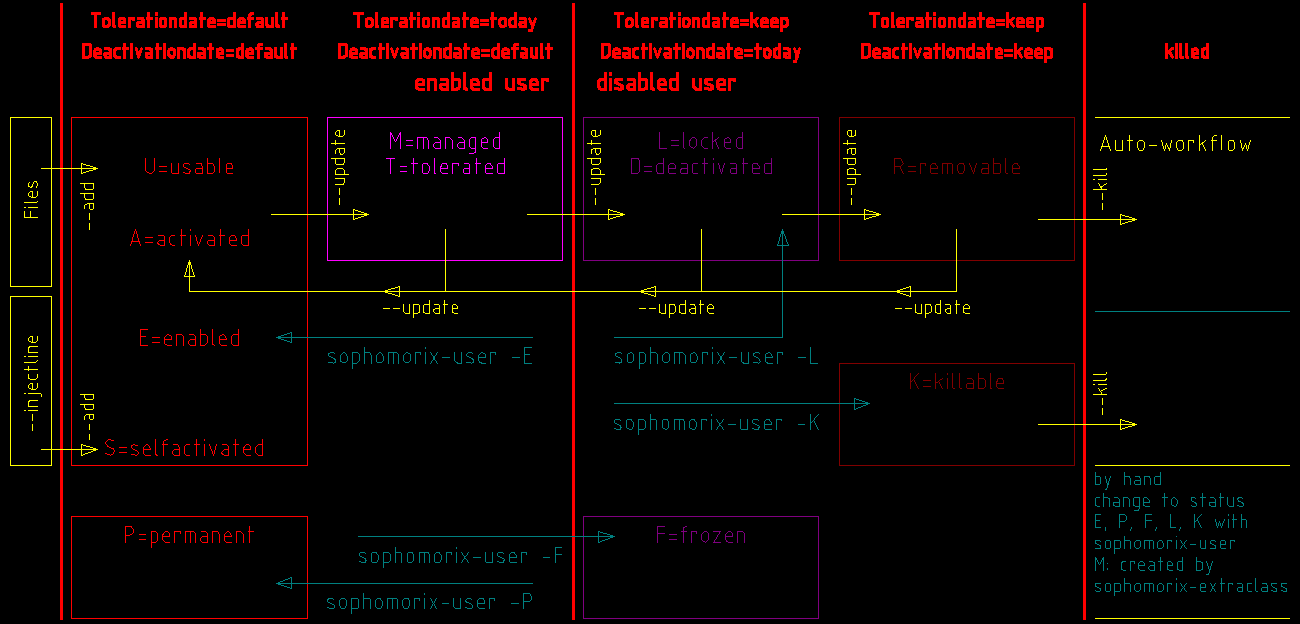 Tolerationdate=default
Deactivationdate=default
Tolerationdate=today
Deactivationdate=default
enabled user
Tolerationdate=keep
Deactivationdate=today
disabled user
Tolerationdate=keep
Deactivationdate=keep
killed
Files
--injectline
--add
--add
U=usable
A=activated
E=enabled
S=selfactivated
--update
M=managed
T=tolerated
--update
L=locked
D=deactivated
--update
R=removable
--kill
Auto-workflow
--update
--update
--update
sophomorix-user -E
sophomorix-user -L
K=killable
sophomorix-user -K
--kill
P=permanent
sophomorix-user -F
sophomorix-user -P
F=frozen
by hand
change to status
E, P, F, L, K with
sophomorix-user
M: created by
sophomorix-extraclass